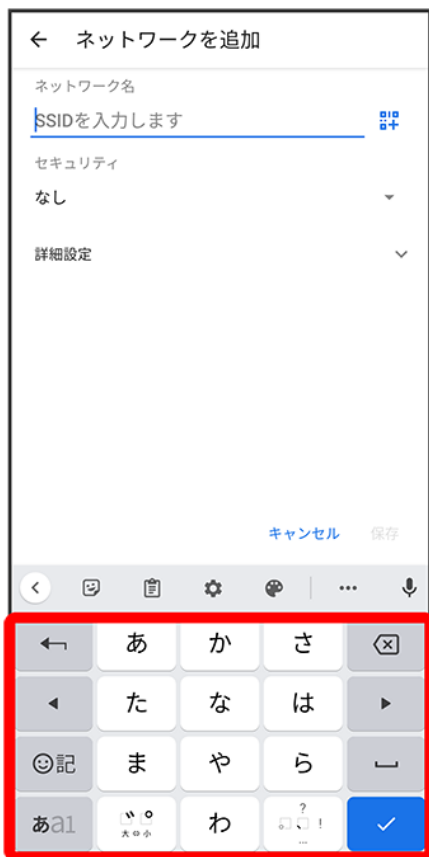 ネットワークを追加
ネットワーク名
SSIDを入力します
セキュリティ
なし
詳細設定
キャンセル 保存
あ か さ
た な は
記 ま や ら
あa1 大⇔小 わ 。、?!…